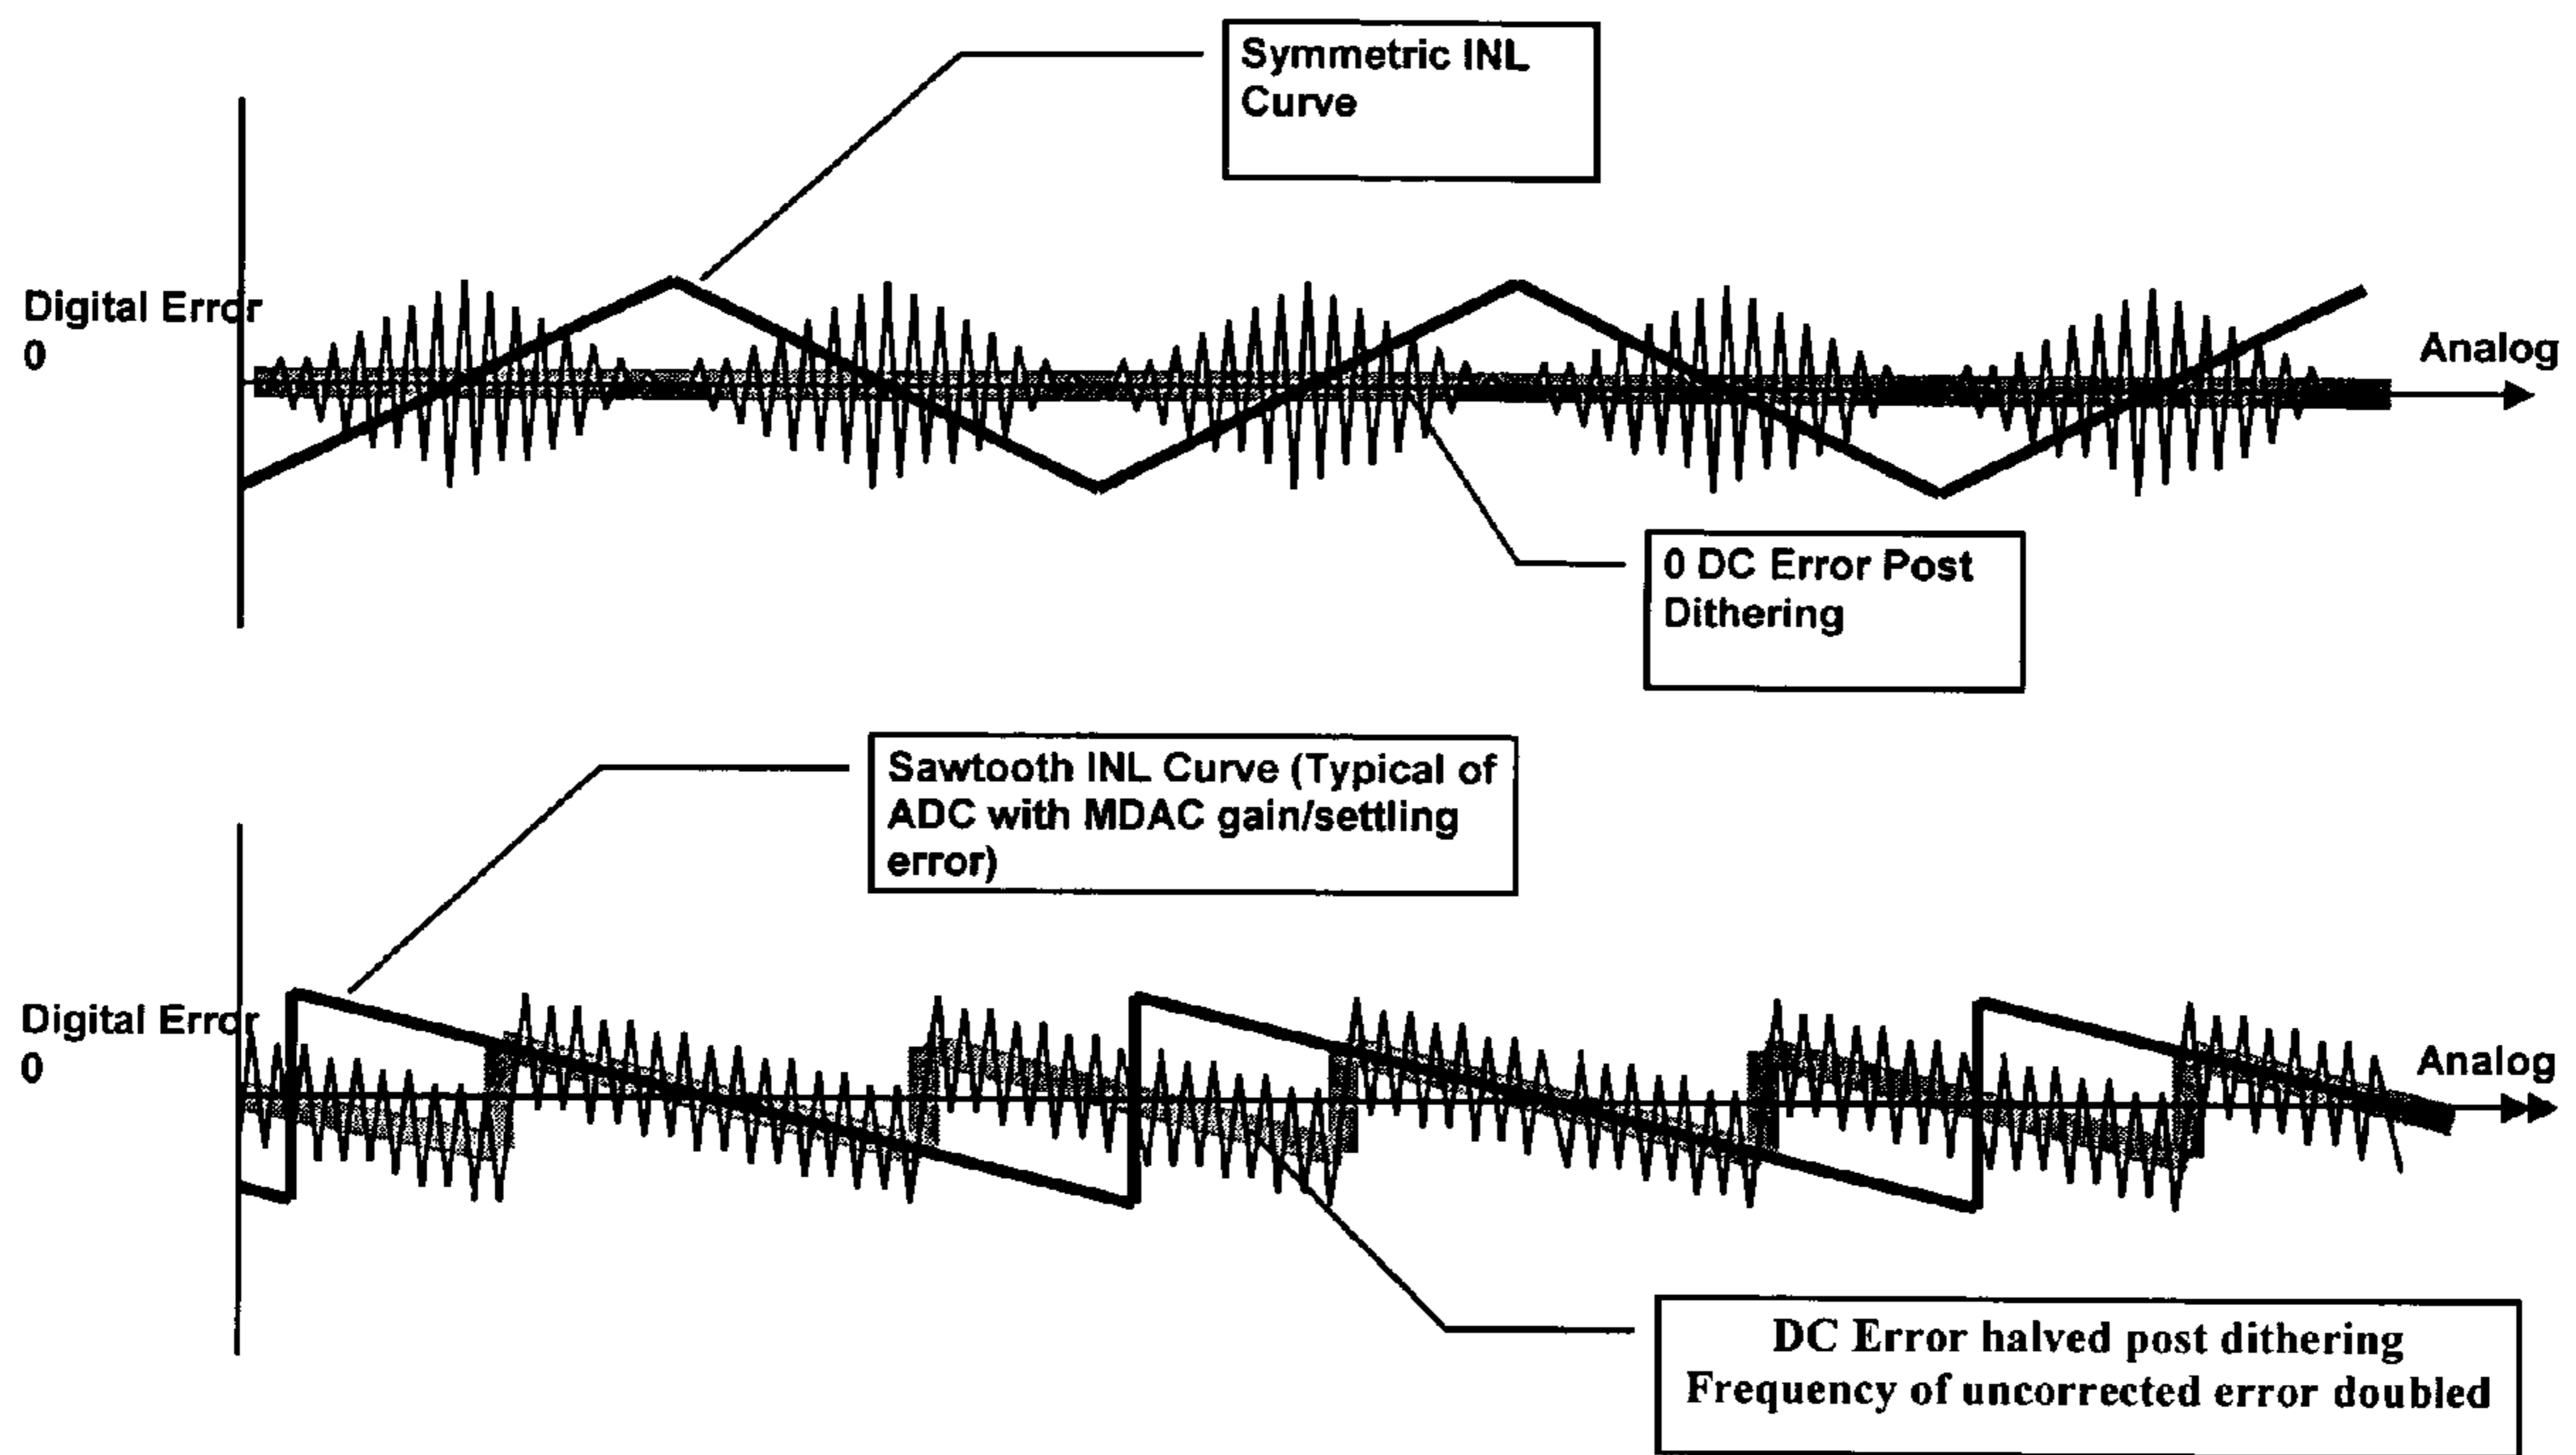 Symmetric INL
Curve
Digital Error
0
Analog
0 DC Error Post
Dithering
Sawtooth INL Curve (Typical of
ADC with MDAC gain/settling
error)
Digital Error
0
Analog
DC Error halved post dithering
Frequency of uncorrected error doubled